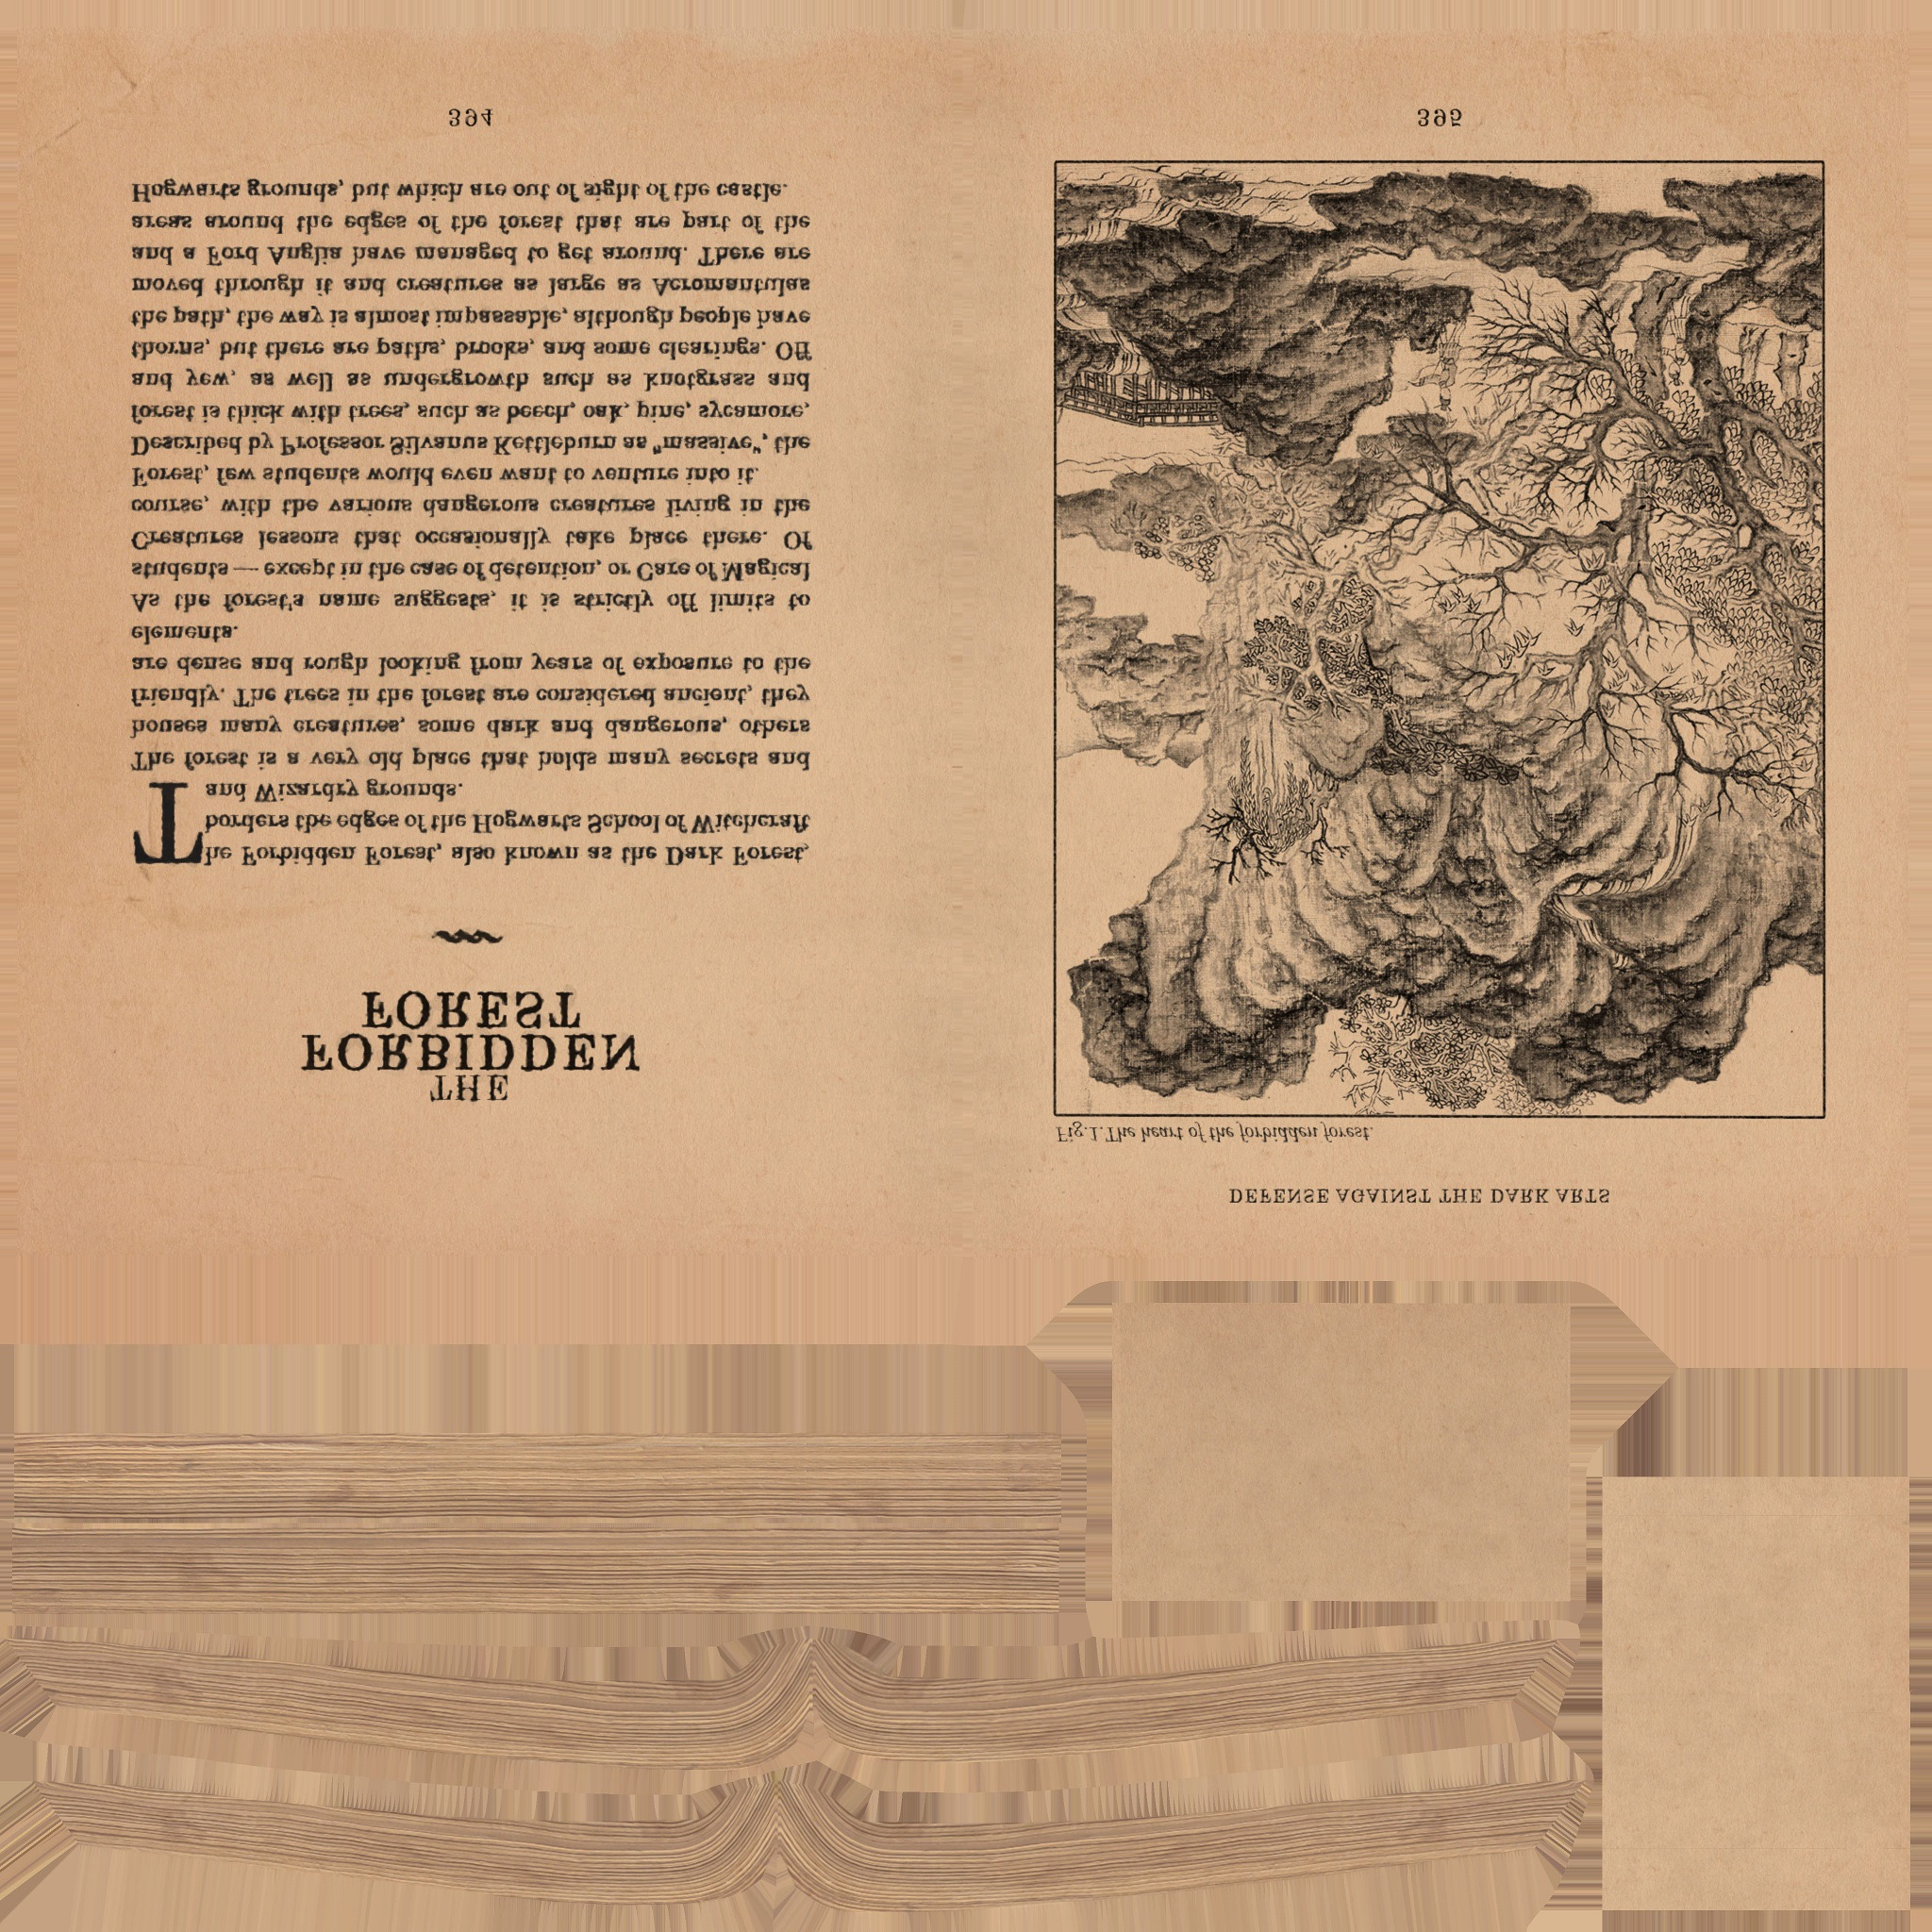 THE
FORBIDDEN
FOREST
The Forbidden Forest, also known as the Dark Forest,
borders the edges of the Hogwarts School of Witchcraft
and Wizardry grounds.
The forest is a very old place that holds many secrets and
houses many creatures, some dark and dangerous, others
friendly. The trees in the forest are considered ancient, they
are dense and rough looking from years of exposure to the
elements.
As the forest's name suggests, it is strictly off limits to
students — except in the case of detention, or Care of Magical
Creatures lessons that occasionally take place there. Of
course, with the various dangerous creatures living in the
Forest, few students would even want to venture into it.
Described by Professor Silvanus Kettleburn as "massive", the
forest is thick with trees, such as beech, oak, pine, sycamore,
and yew, as well as undergrowth such as knotgrass and
thorns, but there are paths, brooks, and some clearings. Off
the path, the way is almost impassable, although people have
moved through it and creatures as large as Acromantulas
and a Ford Anglia have managed to get around. There are
areas around the edges of the forest that are part of the
Hogwarts grounds, but which are out of sight of the castle.
394
DEFENSE AGAINST THE DARK ARTS
Fig.1.The heart of the forbidden forest.
395